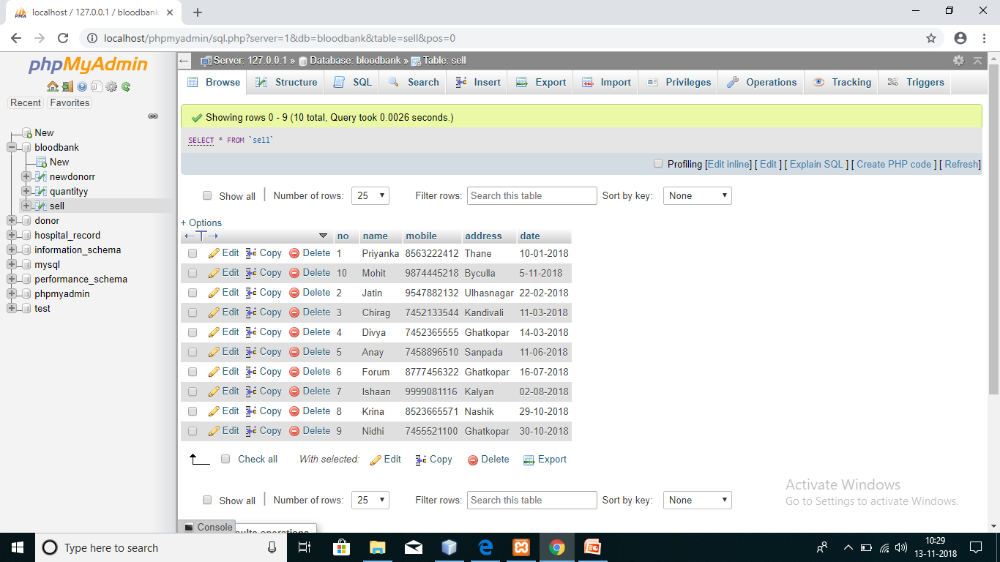 localhost / 127.0.0.1 / bloodbank
localhost/phpmyadmin/sql.php?server=1&db=bloodbank&table=sell&pos=0
phpMyAdmin
Recent Favorites
New
bloodbank
New
newdonorr
quantityy
sell
donor
hospital_record
information_schema
mysql
performance_schema
phpmyadmin
test
Server: 127.0.0.1 » Database: bloodbank » Table: sell
Browse Structure SQL Search Insert Export Import Privileges Operations Tracking Triggers
Showing rows 0 - 9 (10 total, Query took 0.0026 seconds.)
SELECT * FROM `sell`
Profiling [Edit inline] [ Edit ] [ Explain SQL ] [ Create PHP code ] [ Refresh]
Show all Number of rows: 25 Filter rows: Search this table Sort by key: None
+ Options
no name mobile address date
Edit Copy Delete 1 Priyanka 8563222412 Thane 10-01-2018
Edit Copy Delete 10 Mohit 9874445218 Byculla 5-11-2018
Edit Copy Delete 2 Jatin 9547882132 Ulhasnagar 22-02-2018
Edit Copy Delete 3 Chirag 7452133544 Kandivali 11-03-2018
Edit Copy Delete 4 Divya 7452365555 Ghatkopar 14-03-2018
Edit Copy Delete 5 Anay 7458896510 Sanpada 11-06-2018
Edit Copy Delete 6 Forum 8777456322 Ghatkopar 16-07-2018
Edit Copy Delete 7 Ishaan 9999081116 Kalyan 02-08-2018
Edit Copy Delete 8 Krina 8523665571 Nashik 29-10-2018
Edit Copy Delete 9 Nidhi 7455521100 Ghatkopar 30-10-2018
Check all With selected: Edit Copy Delete Export
Show all Number of rows: 25 Filter rows: Search this table Sort by key: None
Activate Windows
Go to Settings to activate Windows.
Console
Type here to search
10:29
13-11-2018